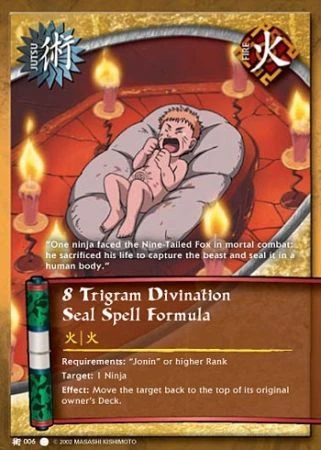 JUTSU
術
FIRE
火
"One ninja faced the Nine-Tailed Fox in mortal combat:
he sacrificed his life to capture the beast and seal it in a
human body."
8 Trigram Divination
Seal Spell Formula
火|火
Requirements: "Jonin" or higher Rank
Target: 1 Ninja
Effect: Move the target back to the top of its original
owner's Deck.
術 006 © 2002 MASASHI KISHIMOTO